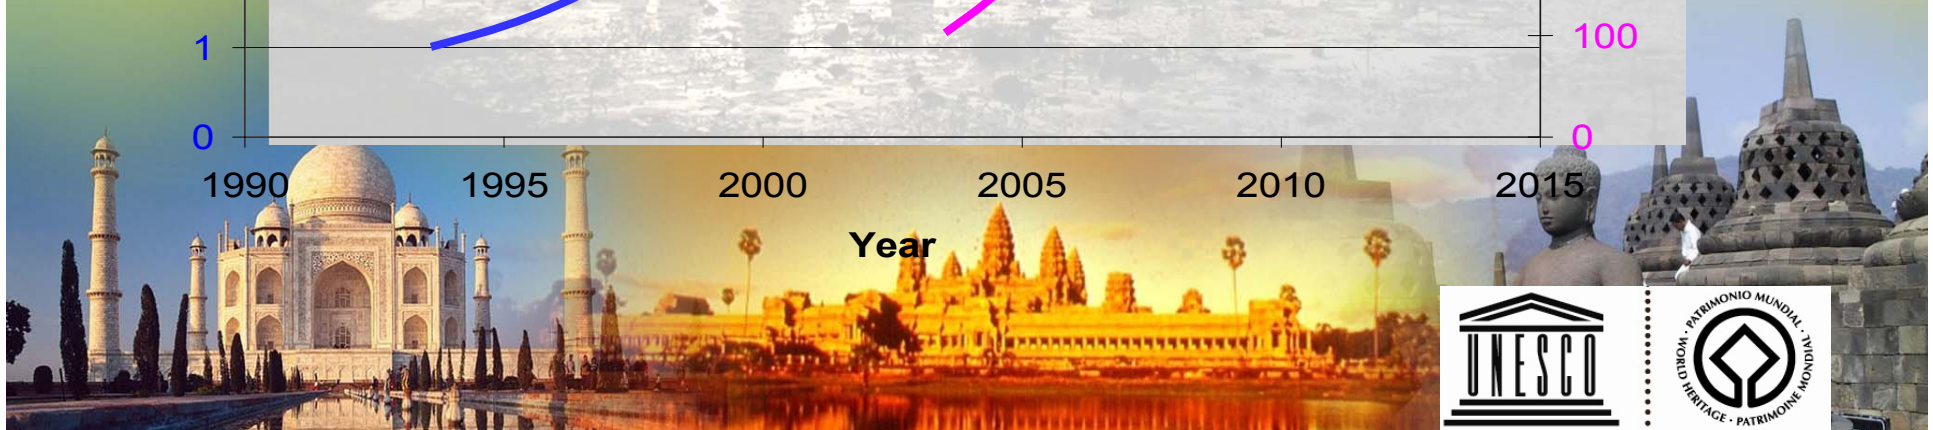 1
100
0
0
1990 1995 2000 2005 2010 2015
Year
UNESCO
· PATRIMONIO MUNDIAL ·
WORLD HERITAGE · PATRIMOINE MONDIAL